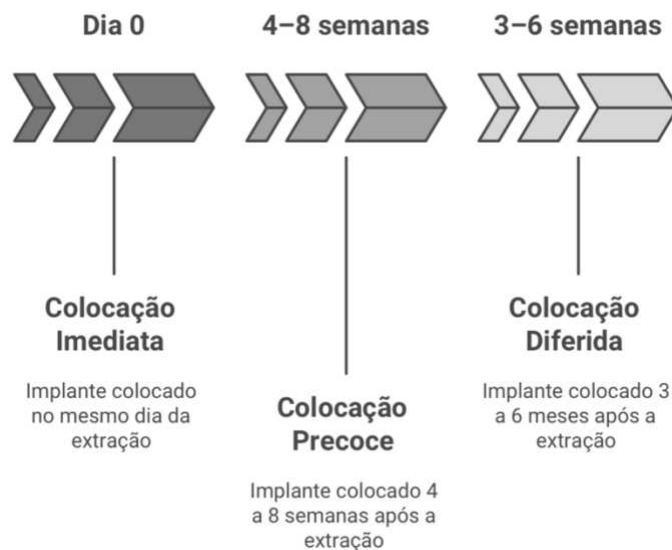 Dia 0
4–8 semanas
3–6 semanas
Colocação
Imediata
Implante colocado
no mesmo dia da
extração
Colocação
Precoce
Implante colocado 4
a 8 semanas após a
extração
Colocação
Diferida
Implante colocado 3
a 6 meses após a
extração